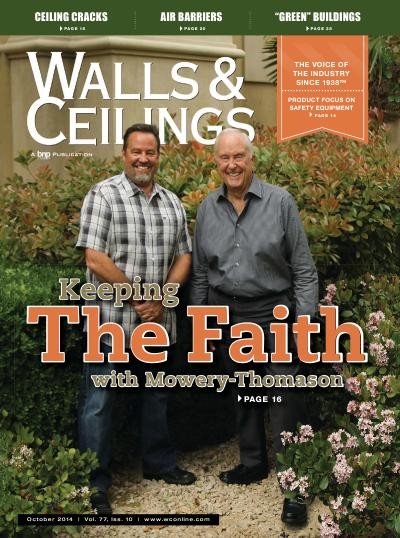 CEILING CRACKS
PAGE 18
AIR BARRIERS
PAGE 20
"GREEN" BUILDINGS
PAGE 28
WALLS &
CEILINGS
A bnp PUBLICATION
THE VOICE OF
THE INDUSTRY
SINCE 1938™
PRODUCT FOCUS ON
SAFETY EQUIPMENT
PAGE 14
Keeping
The Faith
with Mowery-Thomason
PAGE 16
October 2014 | Vol. 77, Iss. 10 | www.wconline.com